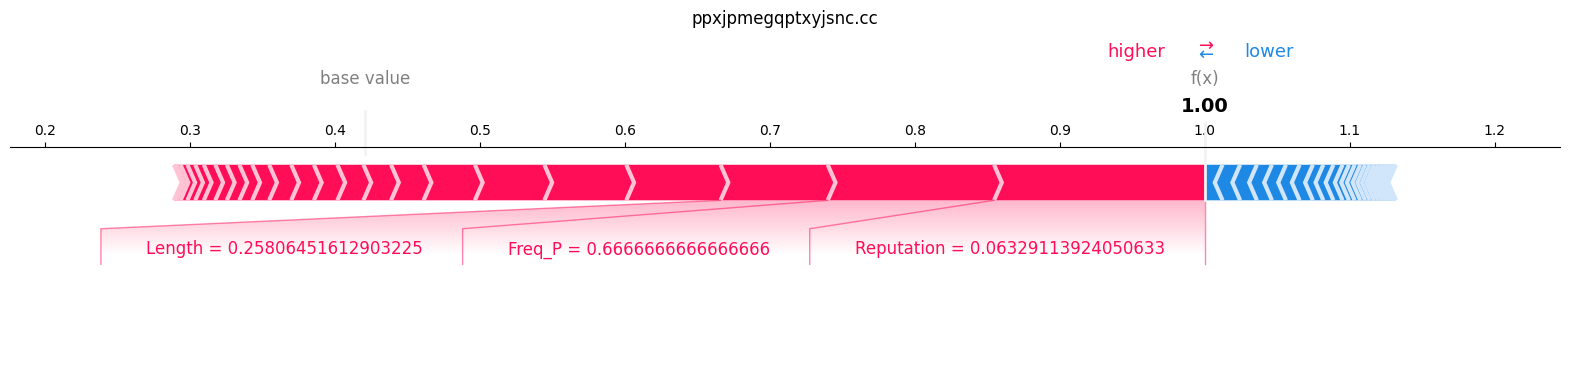 ppxjpmegqptxyjsnc.cc
higher ⇄ lower
base value f(x)
1.00
0.2 0.3 0.4 0.5 0.6 0.7 0.8 0.9 1.0 1.1 1.2
Length = 0.25806451612903225 Freq_P = 0.6666666666666666 Reputation = 0.06329113924050633